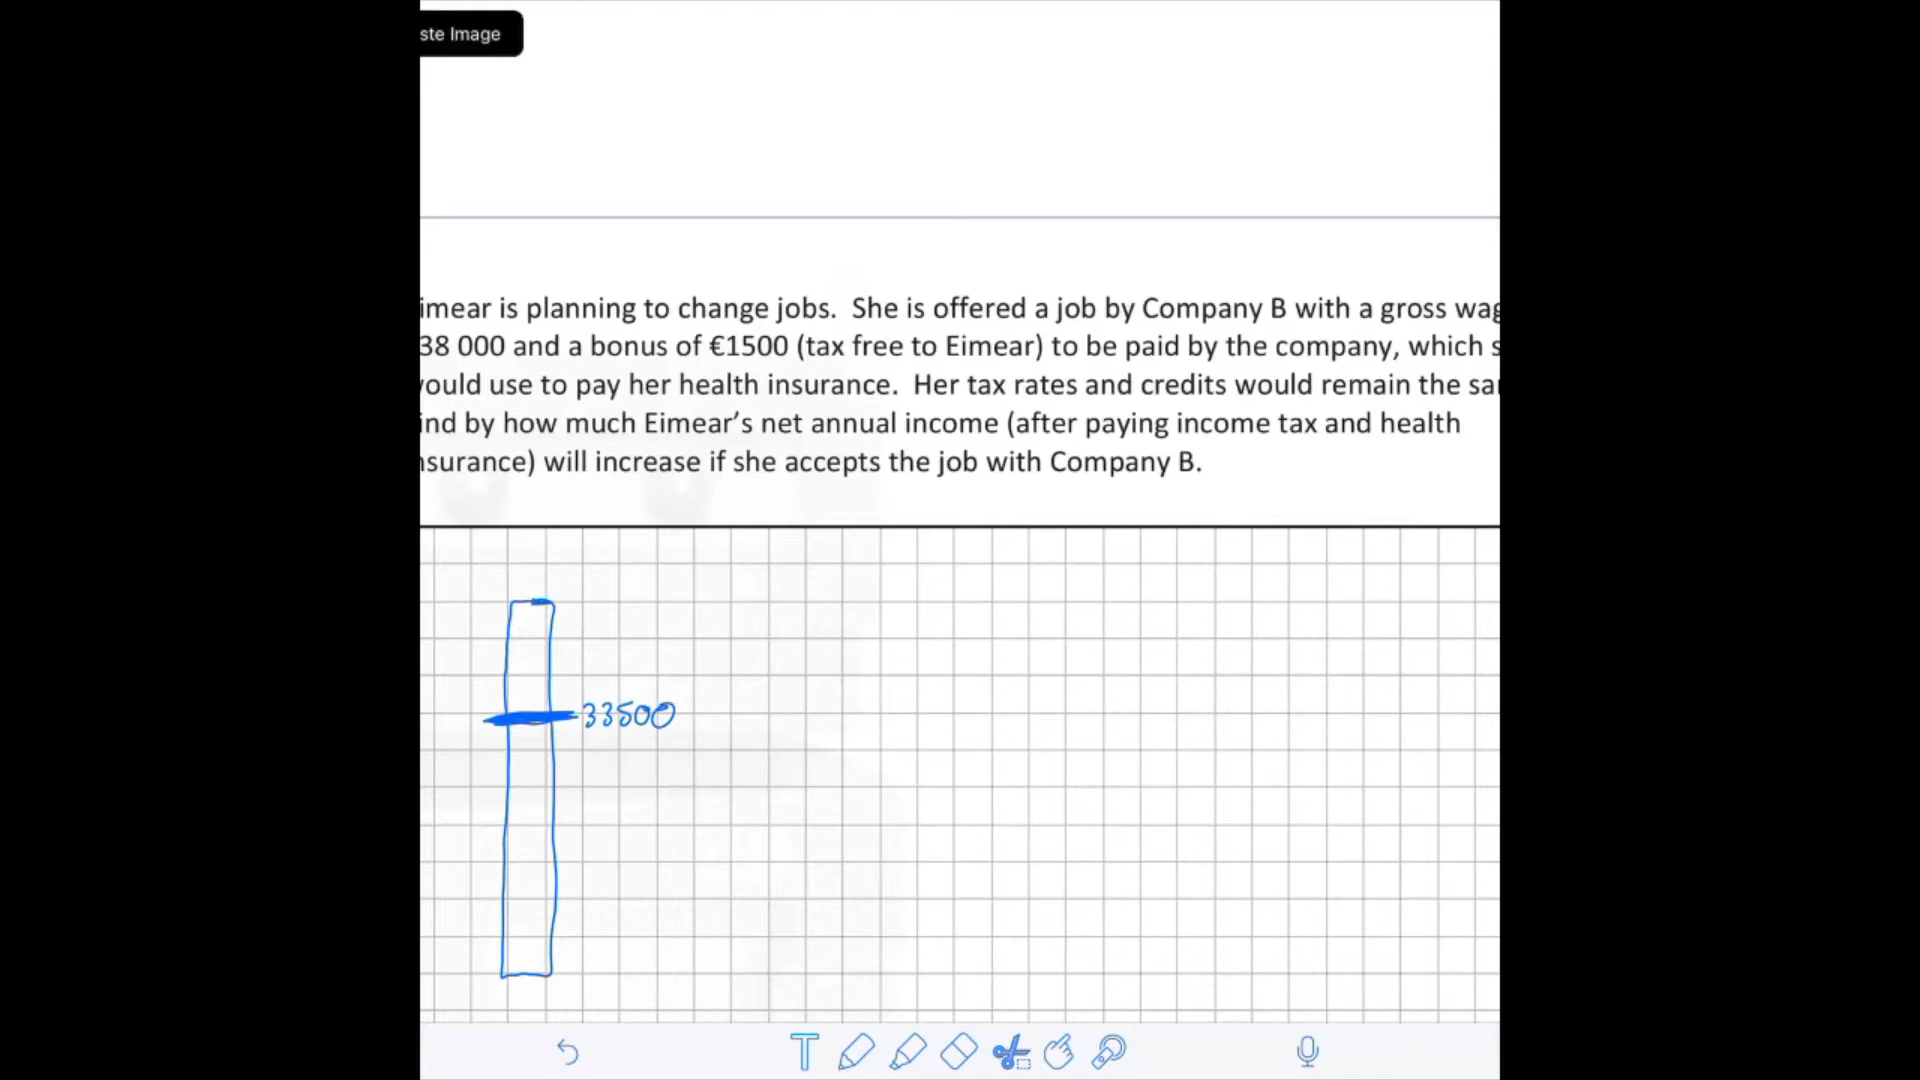 ste Image
imear is planning to change jobs. She is offered a job by Company B with a gross wag
38 000 and a bonus of €1500 (tax free to Eimear) to be paid by the company, which s
ould use to pay her health insurance. Her tax rates and credits would remain the sa
ind by how much Eimear’s net annual income (after paying income tax and health
nsurance) will increase if she accepts the job with Company B.
33500
T